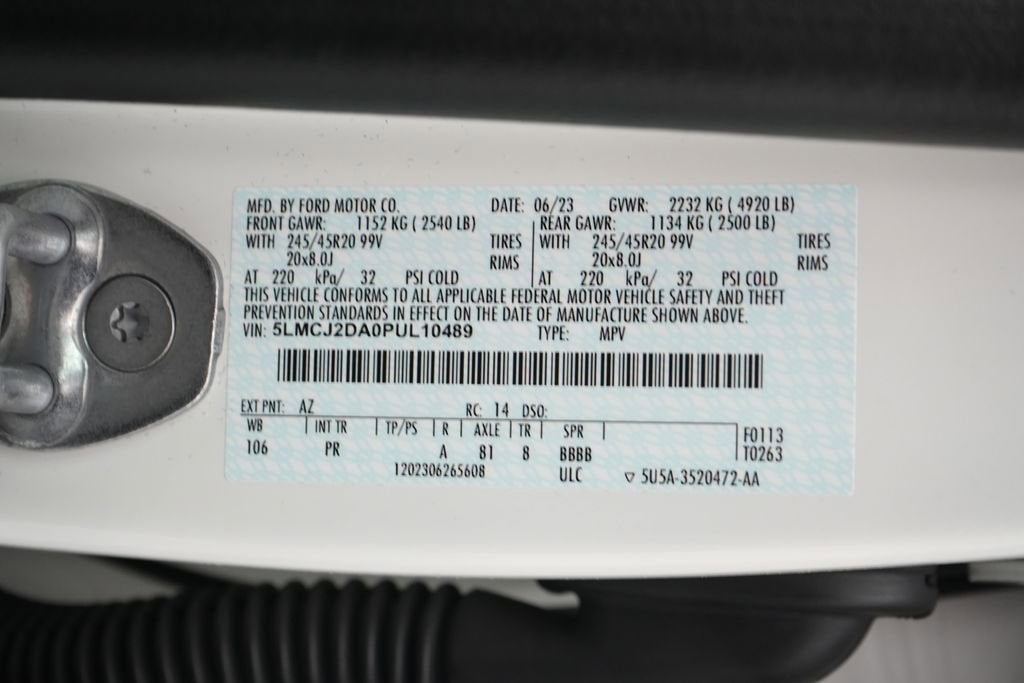 MFD. BY FORD MOTOR CO. DATE: 06/23 GVWR: 2232 KG ( 4920 LB)
FRONT GAWR: 1152 KG ( 2540 LB) REAR GAWR: 1134 KG ( 2500 LB)
WITH 245/45R20 99V TIRES WITH 245/45R20 99V TIRES
20x8.0J RIMS 20x8.0J RIMS
AT 220 kPa/ 32 PSI COLD AT 220 kPa/ 32 PSI COLD
THIS VEHICLE CONFORMS TO ALL APPLICABLE FEDERAL MOTOR VEHICLE SAFETY AND THEFT
PREVENTION STANDARDS IN EFFECT ON THE DATE OF MANUFACTURE SHOWN ABOVE.
VIN: 5LMCJ2DA0PUL10489 TYPE: MPV
EXT PNT: AZ RC: 14 DSO:
WB INT TR TP/PS R AXLE TR SPR F0113
106 PR A 81 8 BBBB T0263
1202306265608 ULC ▽ 5U5A-3520472-AA